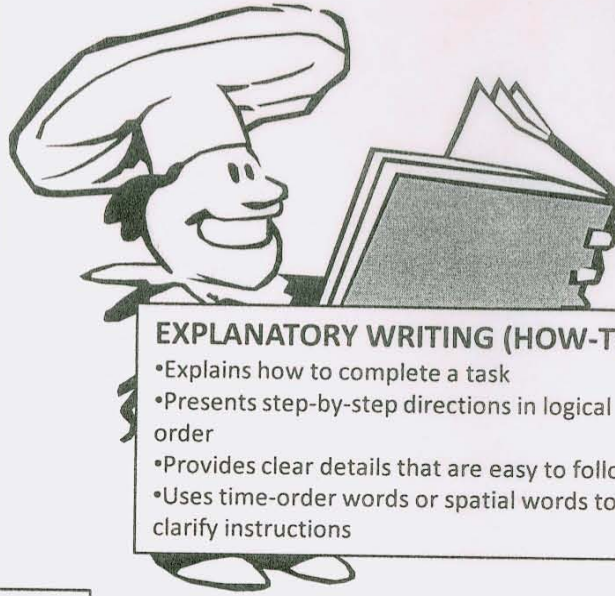 EXPLANATORY WRITING (HOW-T
•Explains how to complete a task
•Presents step-by-step directions in logical
order
•Provides clear details that are easy to follo
•Uses time-order words or spatial words to
clarify instructions